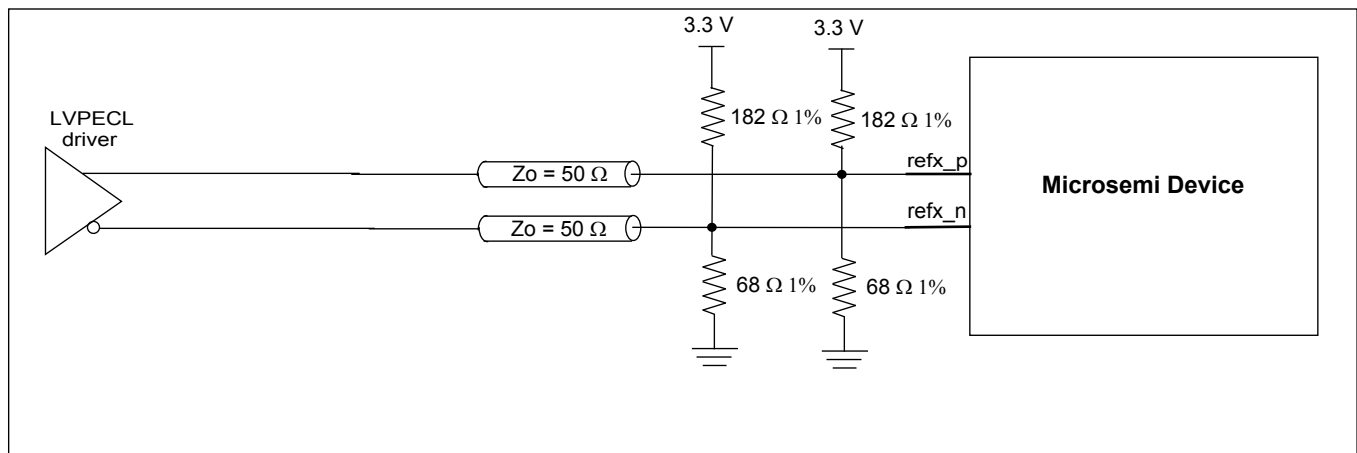 3.3 V
3.3 V
LVPECL
driver
182 Ω 1%
182 Ω 1%
Zo = 50 Ω
refx_p
Microsemi Device
Zo = 50 Ω
refx_n
68 Ω 1%
68 Ω 1%